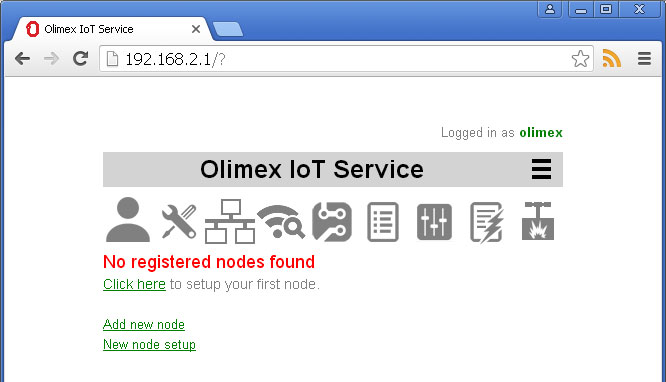 Olimex IoT Service
192.168.2.1/?
Logged in as olimex
Olimex IoT Service
No registered nodes found
Click here to setup your first node.
Add new node
New node setup